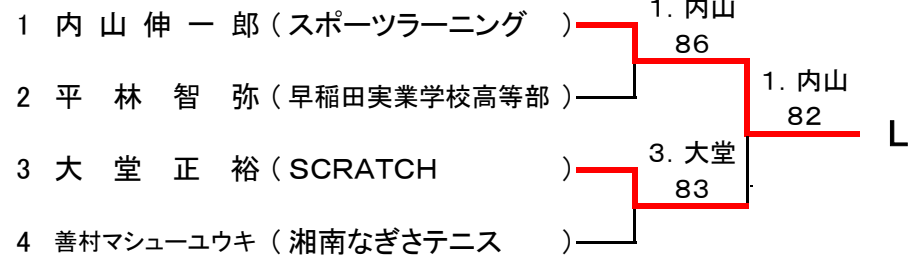 1 内 山 伸 一 郎 ( スポーツラーニング )
1. 内山
86
2 平 林 智 弥 ( 早稲田実業学校高等部 )
1. 内山
82
L
3 大 堂 正 裕 ( SCRATCH )
3. 大堂
83
4 善村マシューユウキ ( 湘南なぎさテニス )